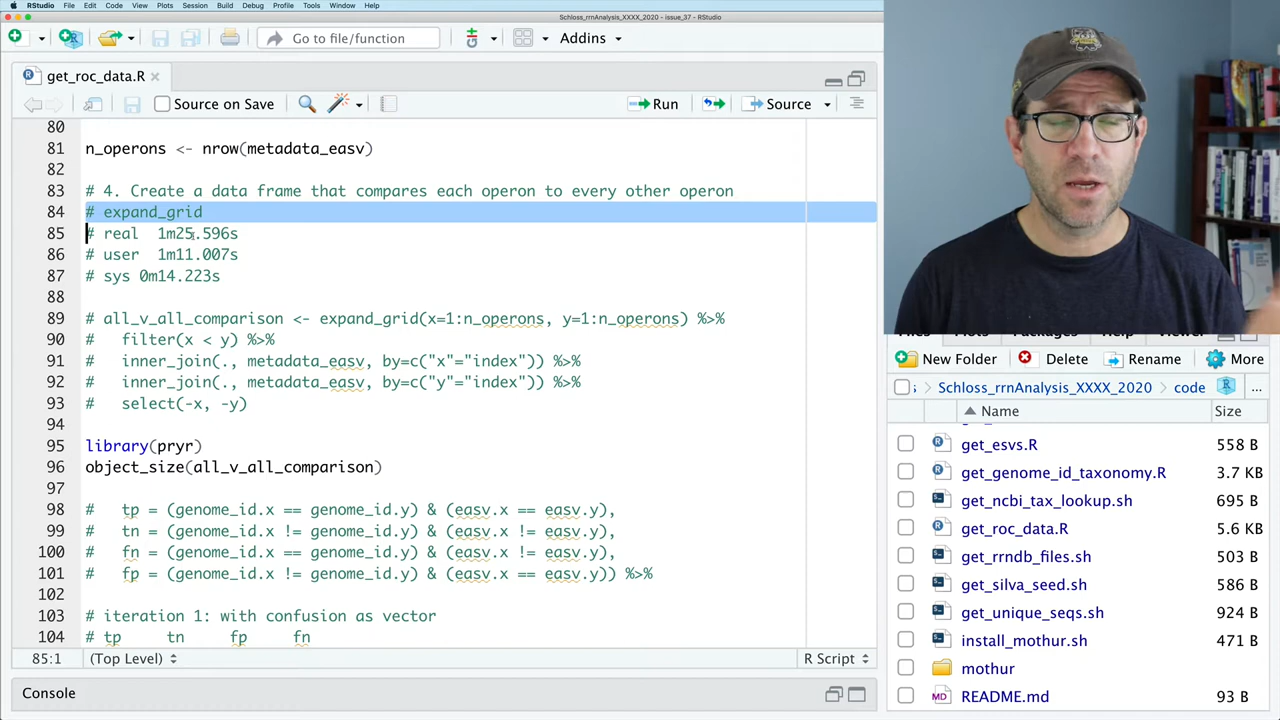 RStudio File Edit Code View Plots Session Build Debug Profile Tools Window Help
Schloss_rrnAnalysis_XXXX_2020 - issue_37 - RStudio
Go to file/function Addins
get_roc_data.R
Source on Save Run Source
80
81 n_operons <- nrow(metadata_easv)
82
83 # 4. Create a data frame that compares each operon to every other operon
84 # expand_grid
85 # real 1m25.596s
86 # user 1m11.007s
87 # sys 0m14.223s
88
89 # all_v_all_comparison <- expand_grid(x=1:n_operons, y=1:n_operons) %>%
90 # filter(x < y) %>%
91 # inner_join(., metadata_easv, by=c("x"="index")) %>%
92 # inner_join(., metadata_easv, by=c("y"="index")) %>%
93 # select(-x, -y)
94
95 library(pryr)
96 object_size(all_v_all_comparison)
97
98 # tp = (genome_id.x == genome_id.y) & (easv.x == easv.y),
99 # tn = (genome_id.x != genome_id.y) & (easv.x != easv.y),
100 # fn = (genome_id.x == genome_id.y) & (easv.x != easv.y),
101 # fp = (genome_id.x != genome_id.y) & (easv.x == easv.y)) %>%
102
103 # iteration 1: with confusion as vector
104 # tp tn fp fn
85:1 (Top Level) R Script
Console
Files Plots Packages Help Viewer
New Folder Delete Rename More
s Schloss_rrnAnalysis_XXXX_2020 code ...
Name Size
get_esvs.R 558 B
get_genome_id_taxonomy.R 3.7 KB
get_ncbi_tax_lookup.sh 695 B
get_roc_data.R 5.6 KB
get_rrndb_files.sh 503 B
get_silva_seed.sh 586 B
get_unique_seqs.sh 924 B
install_mothur.sh 471 B
mothur
README.md 93 B